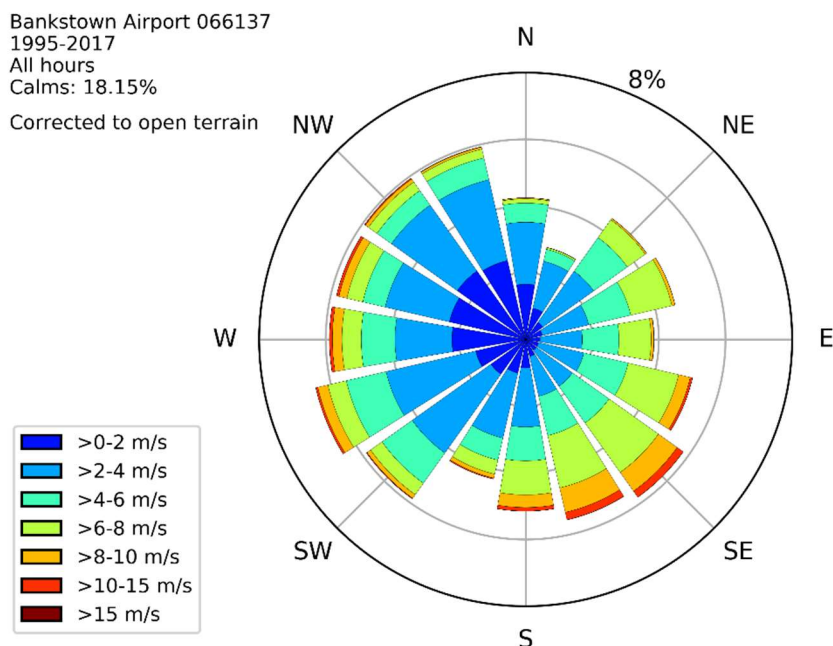 Bankstown Airport 066137
1995-2017
All hours
Calms: 18.15%
Corrected to open terrain
N
8%
NW
NE
W
E
SW
SE
S
>0-2 m/s
>2-4 m/s
>4-6 m/s
>6-8 m/s
>8-10 m/s
>10-15 m/s
>15 m/s